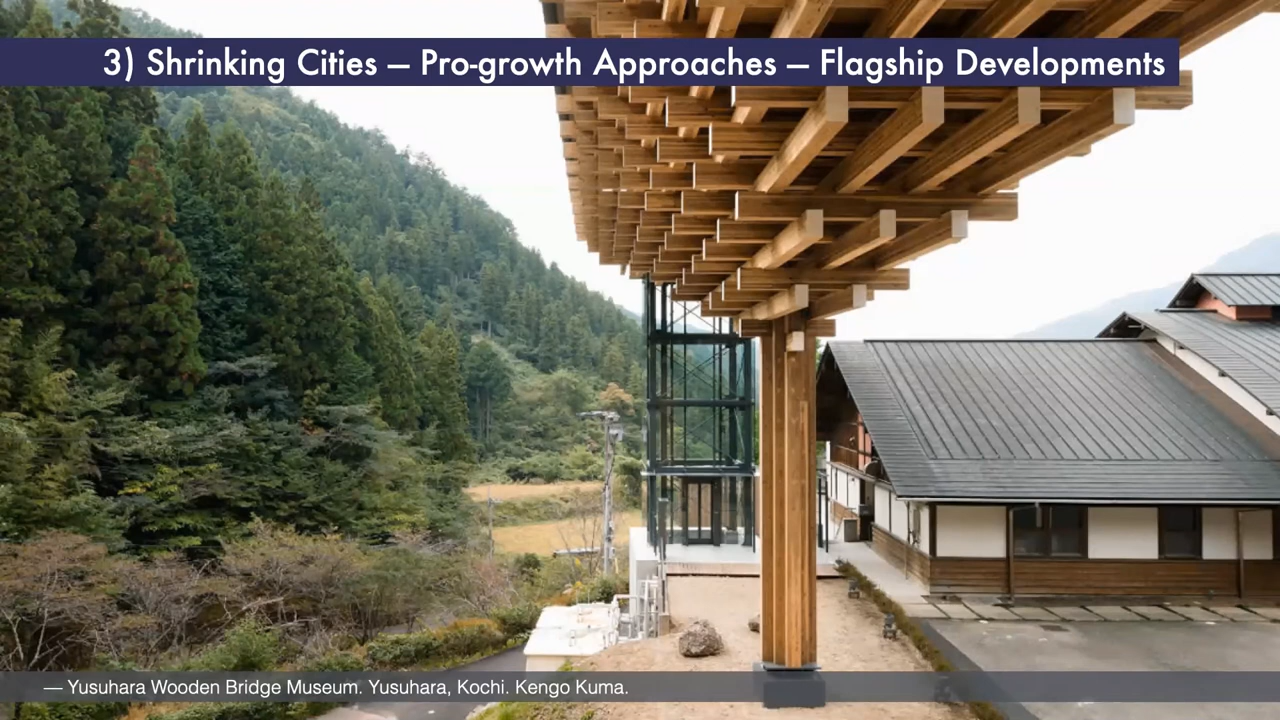 3) Shrinking Cities — Pro-growth Approaches — Flagship Developments
— Yusuhara Wooden Bridge Museum. Yusuhara, Kochi. Kengo Kuma.